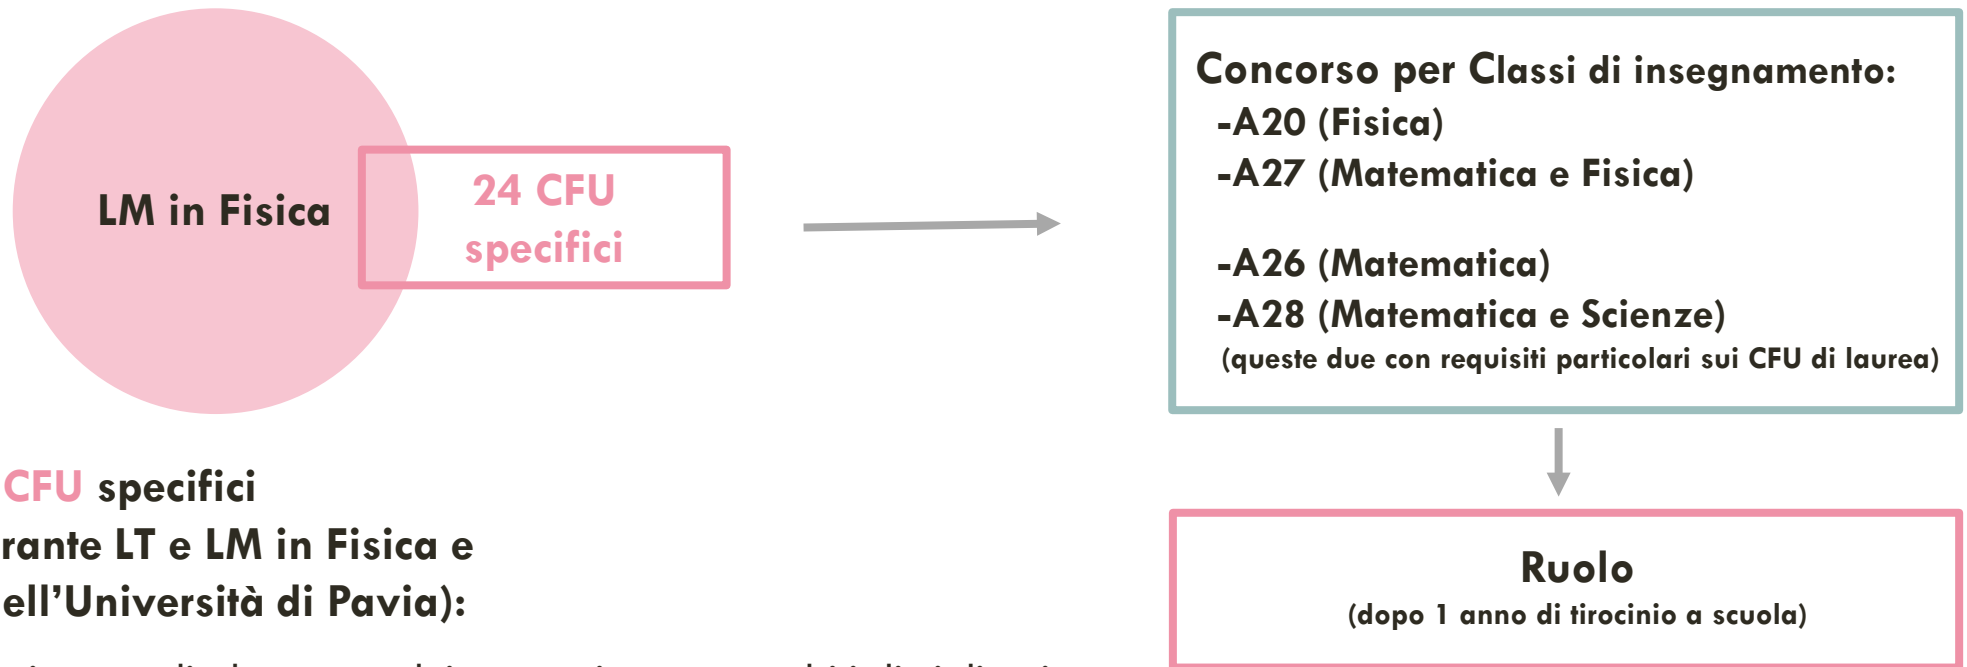 LM in Fisica
24 CFU
specifici
Concorso per Classi di insegnamento:
-A20 (Fisica)
-A27 (Matematica e Fisica)
-A26 (Matematica)
-A28 (Matematica e Scienze)
(queste due con requisiti particolari sui CFU di laurea)
Ruolo
(dopo 1 anno di tirocinio a scuola)
CFU specifici
rante LT e LM in Fisica e
ell'Università di Pavia):